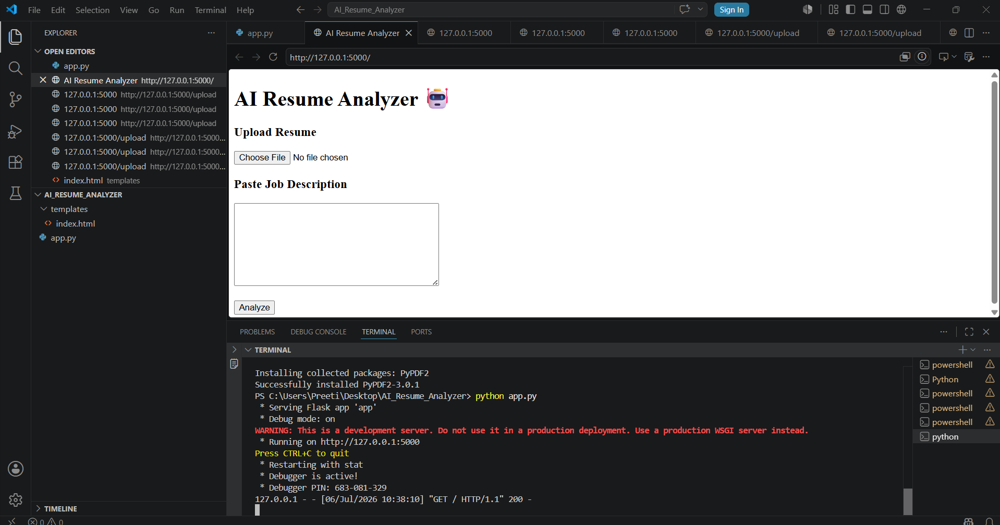 File Edit Selection View Go Run Terminal Help
AI_Resume_Analyzer
Sign In
EXPLORER
OPEN EDITORS
app.py
AI Resume Analyzer http://127.0.0.1:5000/
127.0.0.1:5000 http://127.0.0.1:5000/upload
127.0.0.1:5000 http://127.0.0.1:5000/upload
127.0.0.1:5000 http://127.0.0.1:5000/upload
127.0.0.1:5000/upload http://127.0.0.1:5000...
127.0.0.1:5000/upload http://127.0.0.1:5000...
127.0.0.1:5000/upload http://127.0.0.1:5000...
index.html templates
AI_RESUME_ANALYZER
templates
index.html
app.py
TIMELINE
app.py
AI Resume Analyzer
127.0.0.1:5000
127.0.0.1:5000
127.0.0.1:5000
127.0.0.1:5000/upload
127.0.0.1:5000/upload
http://127.0.0.1:5000/
AI Resume Analyzer 🤖
Upload Resume
Choose File No file chosen
Paste Job Description
Analyze
PROBLEMS DEBUG CONSOLE TERMINAL PORTS
TERMINAL
Installing collected packages: PyPDF2
Successfully installed PyPDF2-3.0.1
PS C:\Users\Preeti\Desktop\AI_Resume_Analyzer> python app.py
* Serving Flask app 'app'
* Debug mode: on
WARNING: This is a development server. Do not use it in a production deployment. Use a production WSGI server instead.
* Running on http://127.0.0.1:5000
Press CTRL+C to quit
* Restarting with stat
* Debugger is active!
* Debugger PIN: 683-081-329
127.0.0.1 - - [06/Jul/2026 10:38:10] "GET / HTTP/1.1" 200 -
powershell
Python
powershell
powershell
powershell
python
0 0